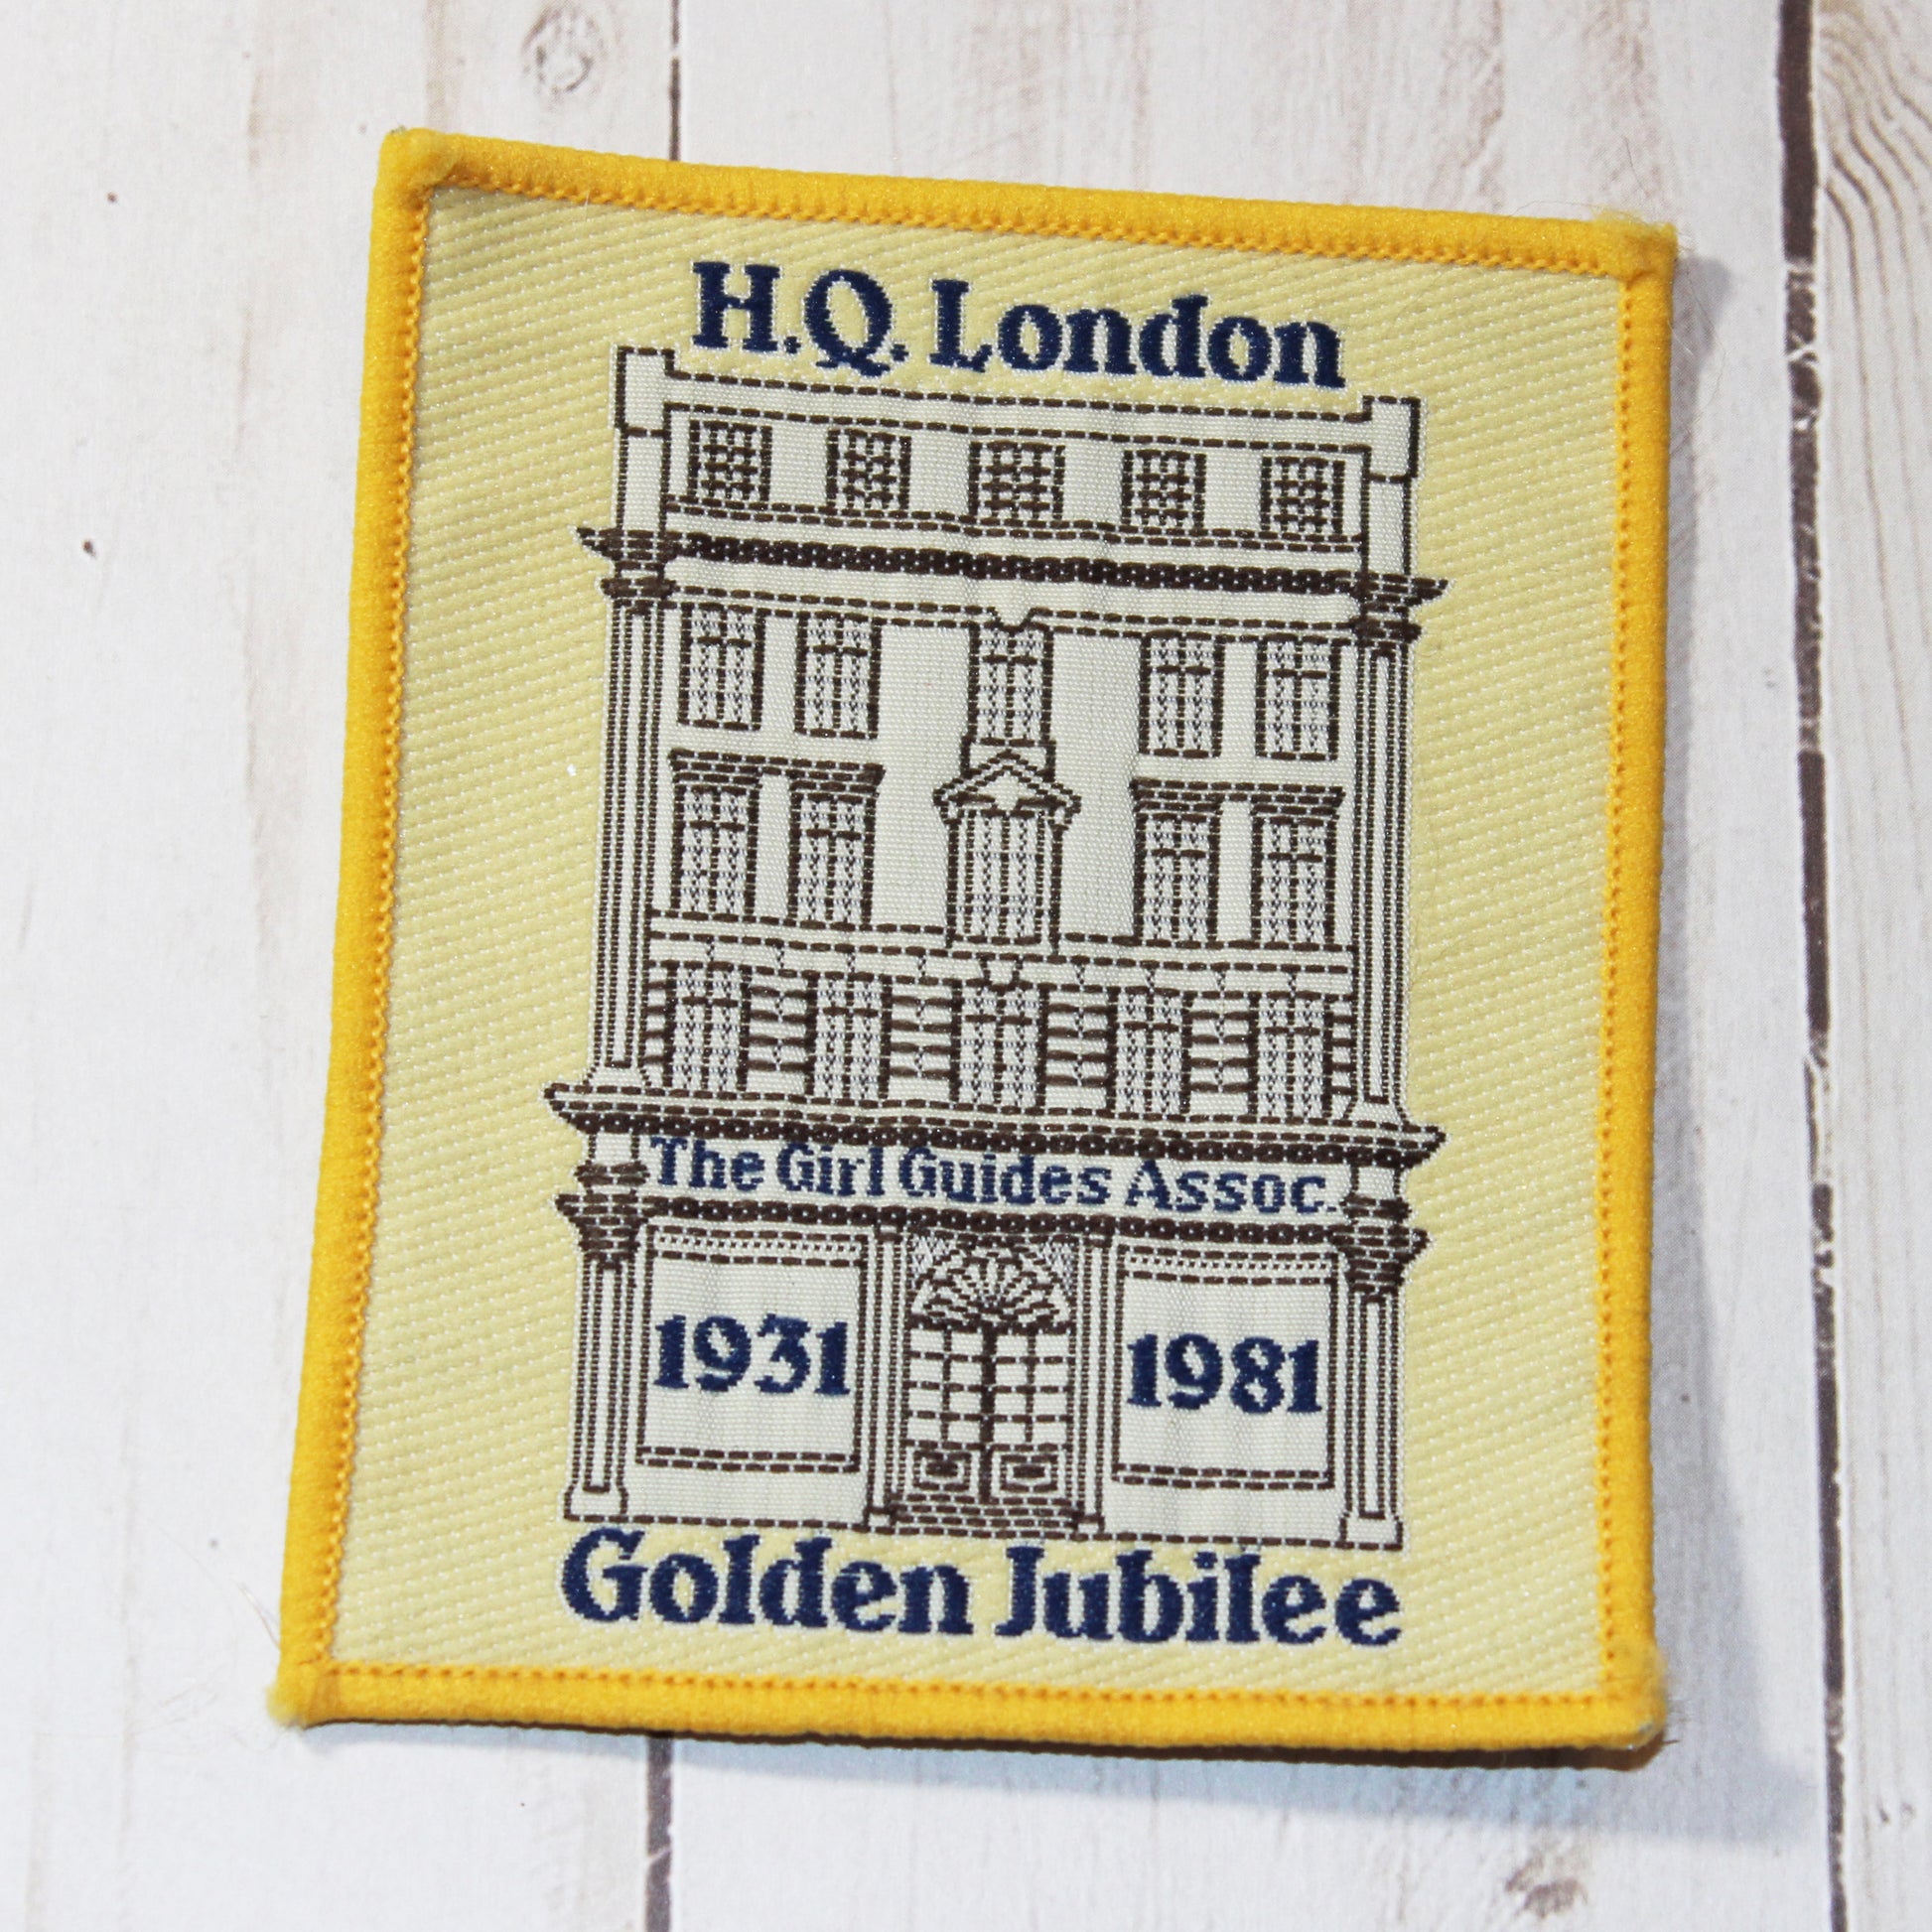 H.Q. London
The Girl Guides Assoc.
1931 1981
Golden Jubilee